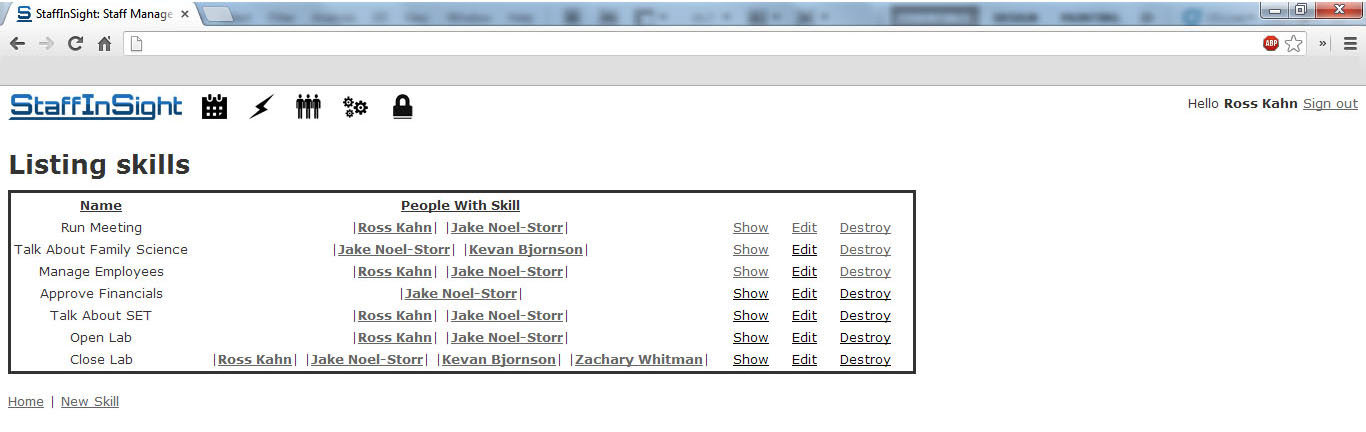 StaffInSight: Staff Manage
ABP
StaffInSight
Hello Ross Kahn Sign out
Listing skills
Name People With Skill
Run Meeting |Ross Kahn| |Jake Noel-Storr| Show Edit Destroy
Talk About Family Science |Jake Noel-Storr| |Kevan Bjornson| Show Edit Destroy
Manage Employees |Ross Kahn| |Jake Noel-Storr| Show Edit Destroy
Approve Financials |Jake Noel-Storr| Show Edit Destroy
Talk About SET |Ross Kahn| |Jake Noel-Storr| Show Edit Destroy
Open Lab |Ross Kahn| |Jake Noel-Storr| Show Edit Destroy
Close Lab |Ross Kahn| |Jake Noel-Storr| |Kevan Bjornson| |Zachary Whitman| Show Edit Destroy
Home | New Skill